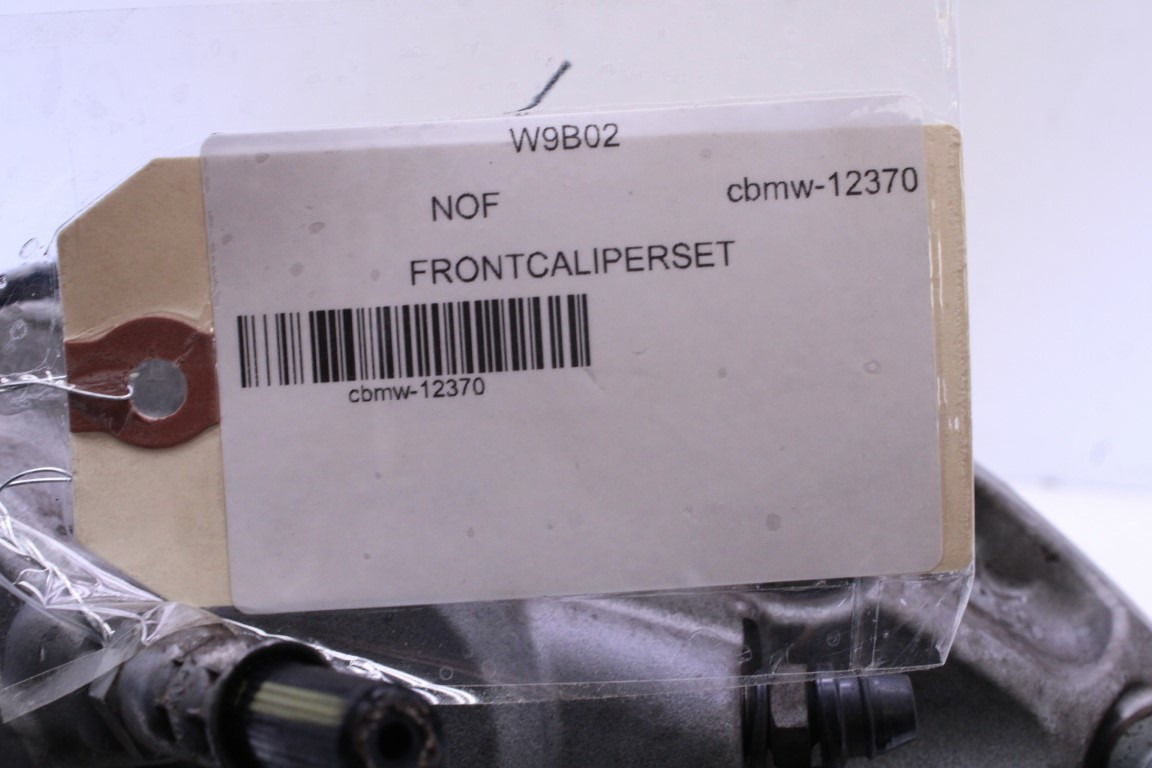 W9B02
NOF cbmw-12370
FRONTCALIPERSET
cbmw-12370